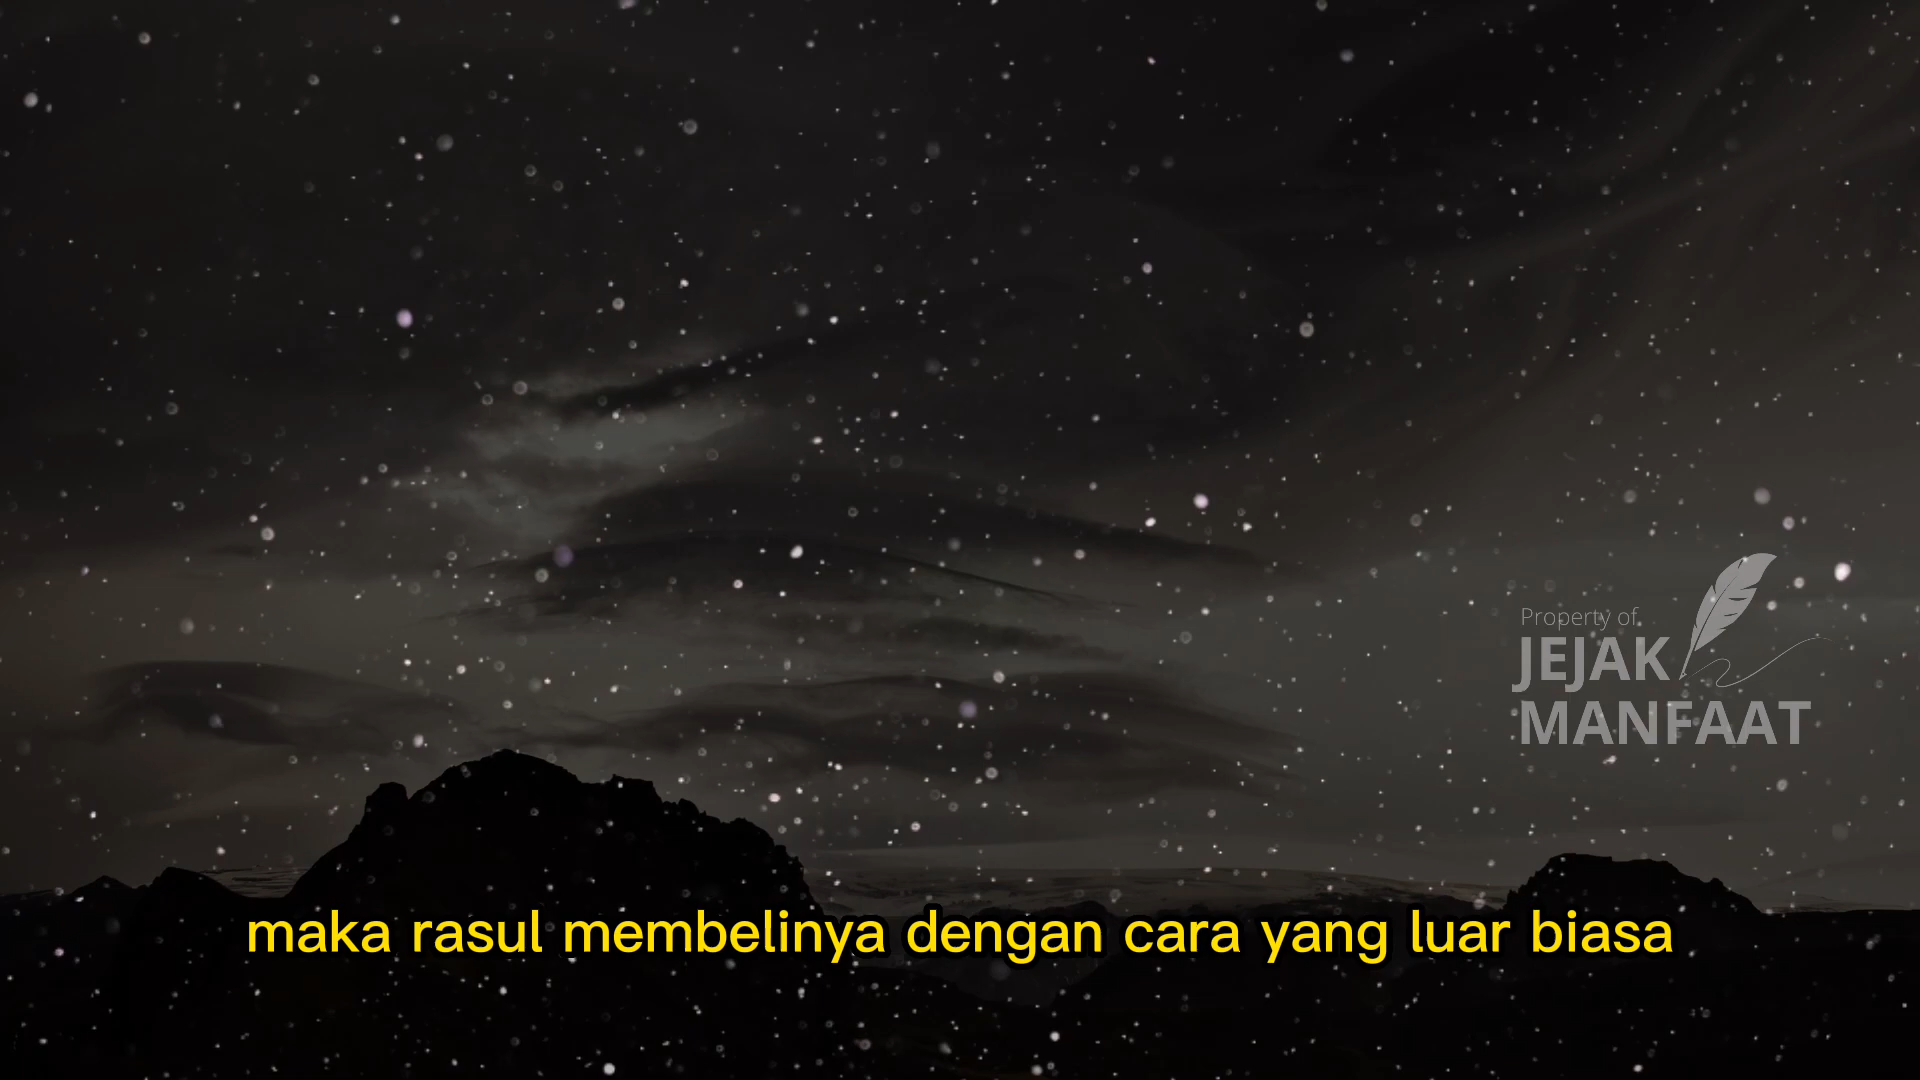 Property of
JEJAK
MANFAAT
maka rasul membelinya dengan cara yang luar biasa